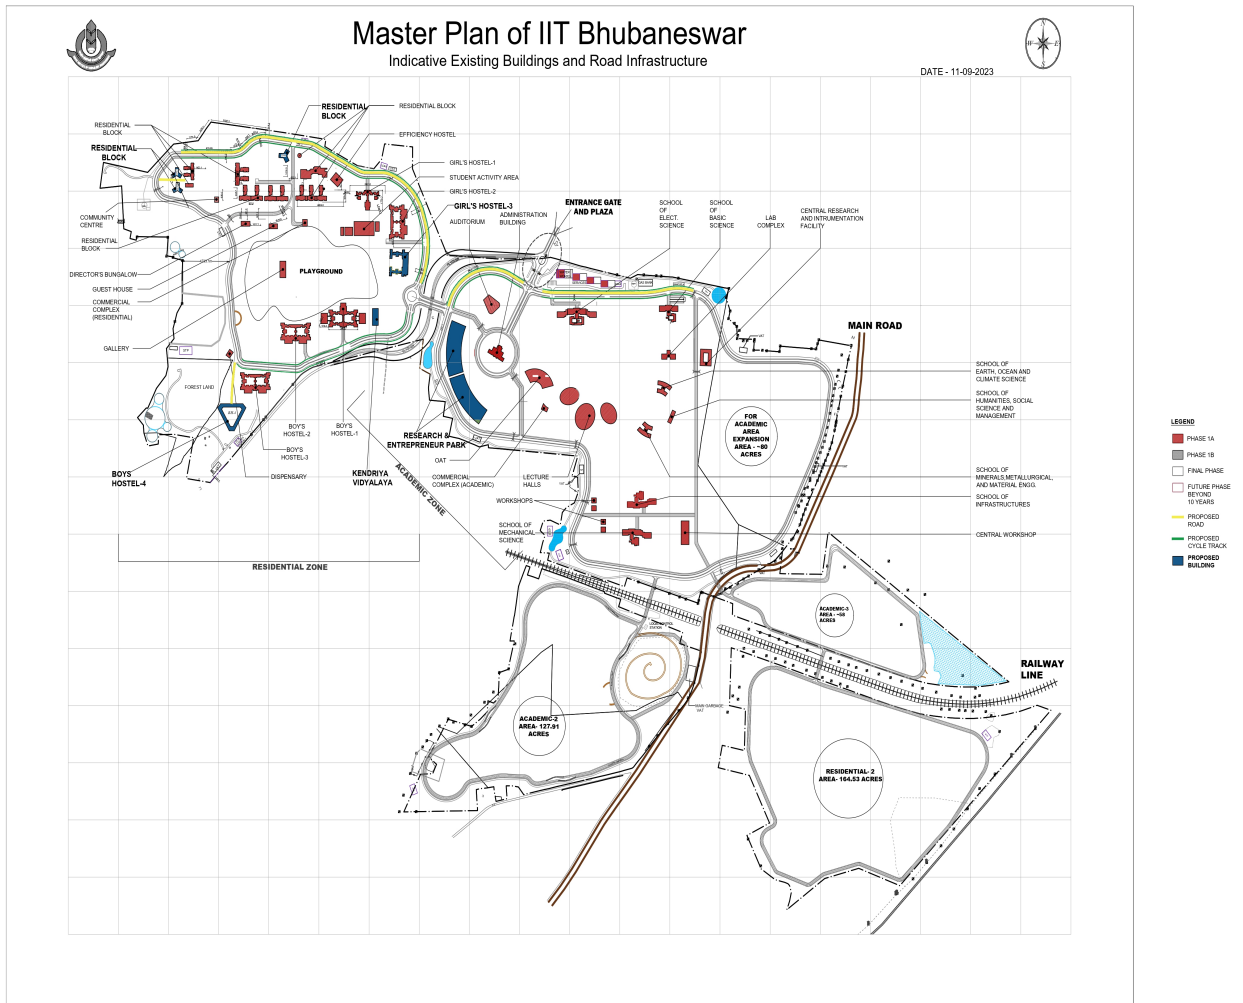 Master Plan of IIT Bhubaneswar
Indicative Existing Buildings and Road Infrastructure
DATE - 11-09-2023
RESIDENTIAL
BLOCK
RESIDENTIAL BLOCK
RESIDENTIAL
BLOCK
EFFICIENCY HOSTEL
RESIDENTIAL
BLOCK
GIRL'S HOSTEL-1
STUDENT ACTIVITY AREA
GIRL'S HOSTEL-2
GIRL'S HOSTEL-3
AUDITORIUM
ADMINISTRATION
BUILDING
ENTRANCE GATE
AND PLAZA
SCHOOL
OF
ELECT.
SCIENCE
SCHOOL
OF
BASIC
SCIENCE
LAB
COMPLEX
CENTRAL RESEARCH
AND INTRUMENTATION
FACILITY
COMMUNITY
CENTRE
RESIDENTIAL
BLOCK
DIRECTOR'S BUNGALOW
GUEST HOUSE
COMMERCIAL
COMPLEX
(RESIDENTIAL)
GALLERY
PLAYGROUND
STP
FOREST LAND
MAIN ROAD
SCHOOL OF
EARTH, OCEAN AND
CLIMATE SCIENCE
SCHOOL OF
HUMANITIES, SOCIAL
SCIENCE AND
MANAGEMENT
FOR
ACADEMIC
AREA
EXPANSION
AREA - ~80
ACRES
BOY'S
HOSTEL-2
BOY'S
HOSTEL-1
BOY'S
HOSTEL-3
BOYS
HOSTEL-4
DISPENSARY
KENDRIYA
VIDYALAYA
RESEARCH &
ENTREPRENEUR PARK
OAT
COMMERCIAL
COMPLEX (ACADEMIC)
LECTURE
HALLS
WORKSHOPS
SCHOOL OF
MECHANICAL
SCIENCE
ACADEMIC ZONE
RESIDENTIAL ZONE
SCHOOL OF
MINERALS,METALLURGICAL,
AND MATERIAL ENGG.
SCHOOL OF
INFRASTRUCTURES
CENTRAL WORKSHOP
ACADEMIC-3
AREA - ~58
ACRES
RAILWAY
LINE
MAIN GARBAGE
VAT
ACADEMIC-2
AREA- 127.91
ACRES
RESIDENTIAL- 2
AREA- 164.53 ACRES
LEGEND
PHASE 1A
PHASE 1B
FINAL PHASE
FUTURE PHASE
BEYOND
10 YEARS
PROPOSED
ROAD
PROPOSED
CYCLE TRACK
PROPOSED
BUILDING